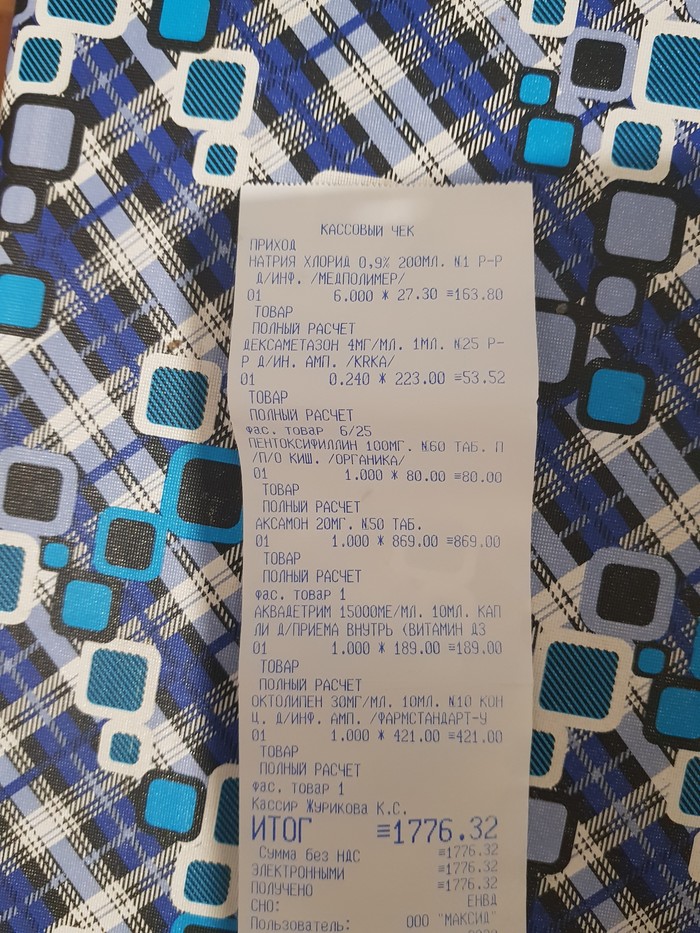 КАССОВЫЙ ЧЕК
ПРИХОД
НАТРИЯ ХЛОРИД 0,9% 200МЛ. N1 Р-Р
Д/ИНФ. /МЕДПОЛИМЕР/
01 6.000 * 27.30 =163.80
ТОВАР
ПОЛНЫЙ РАСЧЕТ
ДЕКСАМЕТАЗОН 4МГ/МЛ. 1МЛ. N25 Р-
Р Д/ИН. АМП. /KRKA/
01 0.240 * 223.00 =53.52
ТОВАР
ПОЛНЫЙ РАСЧЕТ
фас. товар 6/25
ПЕНТОКСИФИЛЛИН 100МГ. N60 ТАБ. П
/П/О КИШ. /ОРГАНИКА/
01 1.000 * 80.00 =80.00
ТОВАР
ПОЛНЫЙ РАСЧЕТ
АКСАМОН 20МГ. N50 ТАБ.
01 1.000 * 869.00 =869.00
ТОВАР
ПОЛНЫЙ РАСЧЕТ
фас. товар 1
АКВАДЕТРИМ 15000МЕ/МЛ. 10МЛ. КАП
ЛИ Д/ПРИЕМА ВНУТРЬ (ВИТАМИН Д3
01 1.000 * 189.00 =189.00
ТОВАР
ПОЛНЫЙ РАСЧЕТ
ОКТОЛИПЕН 30МГ/МЛ. 10МЛ. N10 КОН
Ц. Д/ИНФ. АМП. /ФАРМСТАНДАРТ-У
01 1.000 * 421.00 =421.00
ТОВАР
ПОЛНЫЙ РАСЧЕТ
фас. товар 1
Кассир Журикова К.С.
ИТОГ =1776.32
Сумма без НДС =1776.32
ЭЛЕКТРОННЫМИ =1776.32
ПОЛУЧЕНО =1776.32
СНО: ЕНВД
Пользователь: ООО "МАКСИД"